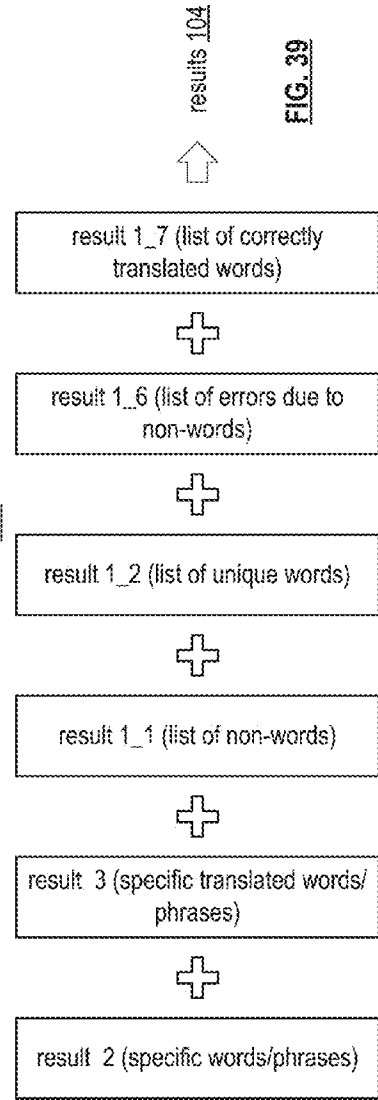 results 104
FIG. 39
result 1_7 (list of correctly
translated words)
result 1_6 (list of errors due to
non-words)
result 1_2 (list of unique words)
result 1_1 (list of non-words)
result 3 (specific translated words/
phrases)
result 2 (specific words/phrases)